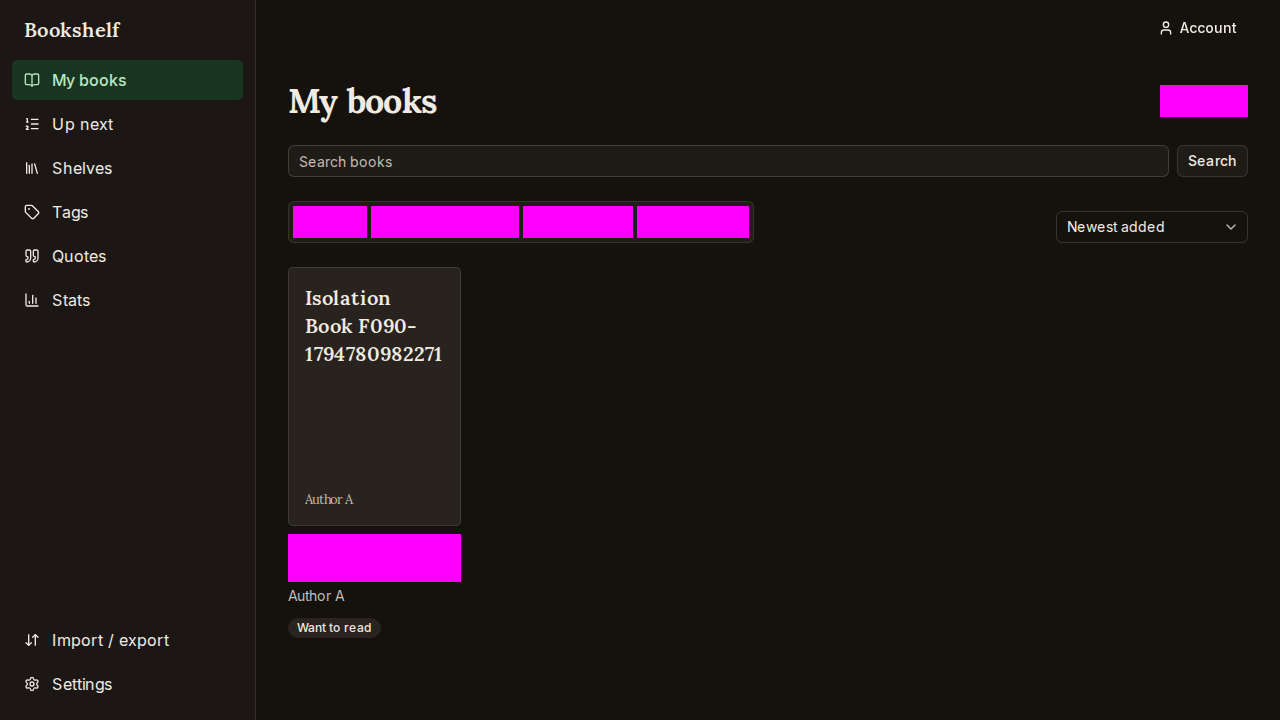 Bookshelf
My books
Up next
Shelves
Tags
Quotes
Stats
Import / export
Settings
Account
My books
Search books
Search
Newest added
Isolation
Book F090-
1794780982271
Author A
Author A
Want to read